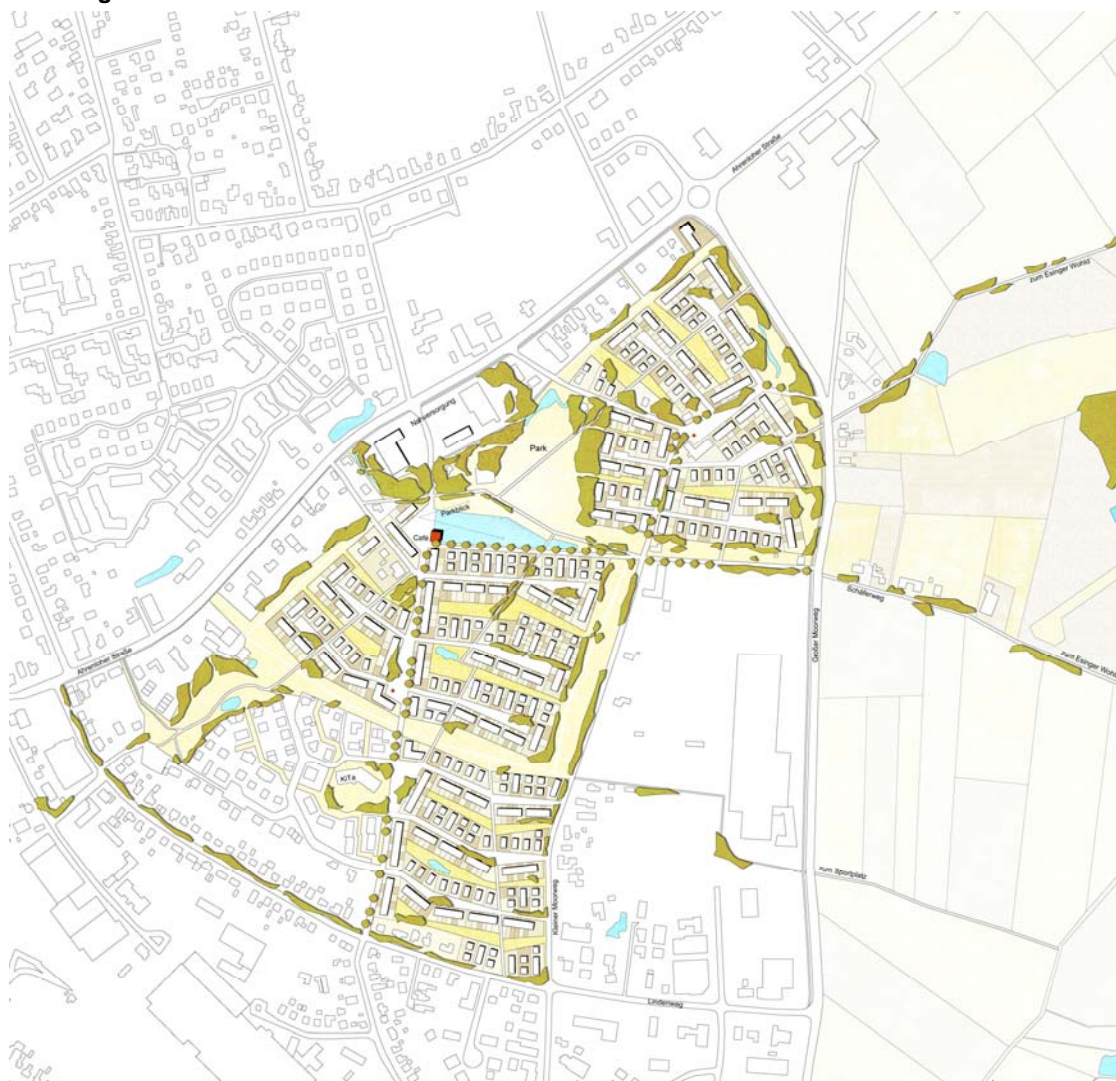 Ahrenloher Straße
zum Esinger Wohld
Nahversorgung
Park
Parkblick
Café
Schäferweg
Großer Moorweg
zum Esinger Wohld
Ahrenloher Straße
KiTa
zum Sportplatz
Kleiner Moorweg
Lindenweg